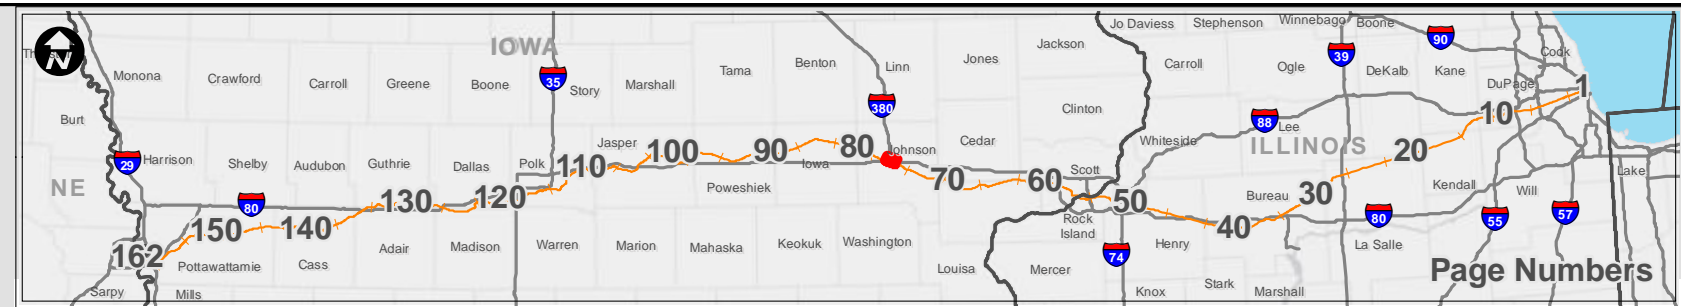 N
IOWA
Monona
Crawford
Carroll
Greene
Boone
35
Story
Marshall
Tama
Benton
Linn
380
Jones
Jackson
Clinton
Jo Daviess
Stephenson
Winnebago
Boone
90
39
Carroll
Ogle
DeKalb
Kane
Cook
DuPage
1
10
Burt
29
Harrison
Shelby
Audubon
Guthrie
Dallas
Polk
110
Jasper
100
90
80
Iowa
Johnson
Cedar
70
60
Scott
Whiteside
88
Lee
ILLINOIS
20
30
Kendall
Will
Lake
NE
80
Poweshiek
50
Bureau
162
150
140
130
120
Pottawattamie
Cass
Adair
Madison
Warren
Marion
Mahaska
Keokuk
Washington
Louisa
Rock
Island
Mercer
74
Henry
40
80
La Salle
55
57
Sarpy
Mills
Knox
Stark
Marshall
Page Numbers